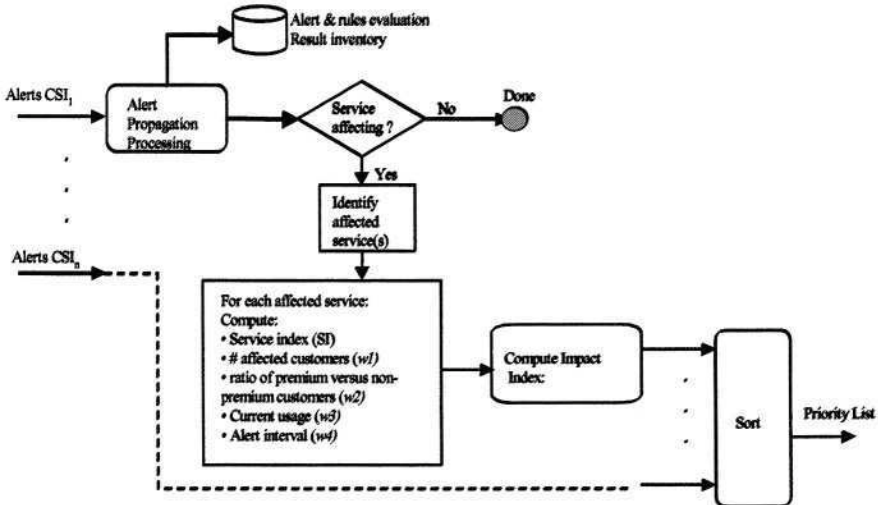 Alert & rules evaluation
Result inventory
Alerts CSI₁
Alert
Propagation
Processing
Service
affecting ?
No
Done
Yes
Identify
affected
service(s)
Alerts CSIₙ
For each affected service:
Compute:
• Service index (SI)
• # affected customers (w1)
• ratio of premium versus non-
premium customers (w2)
• Current usage (w3)
• Alert interval (w4)
Compute Impact
Index:
Sort
Priority List